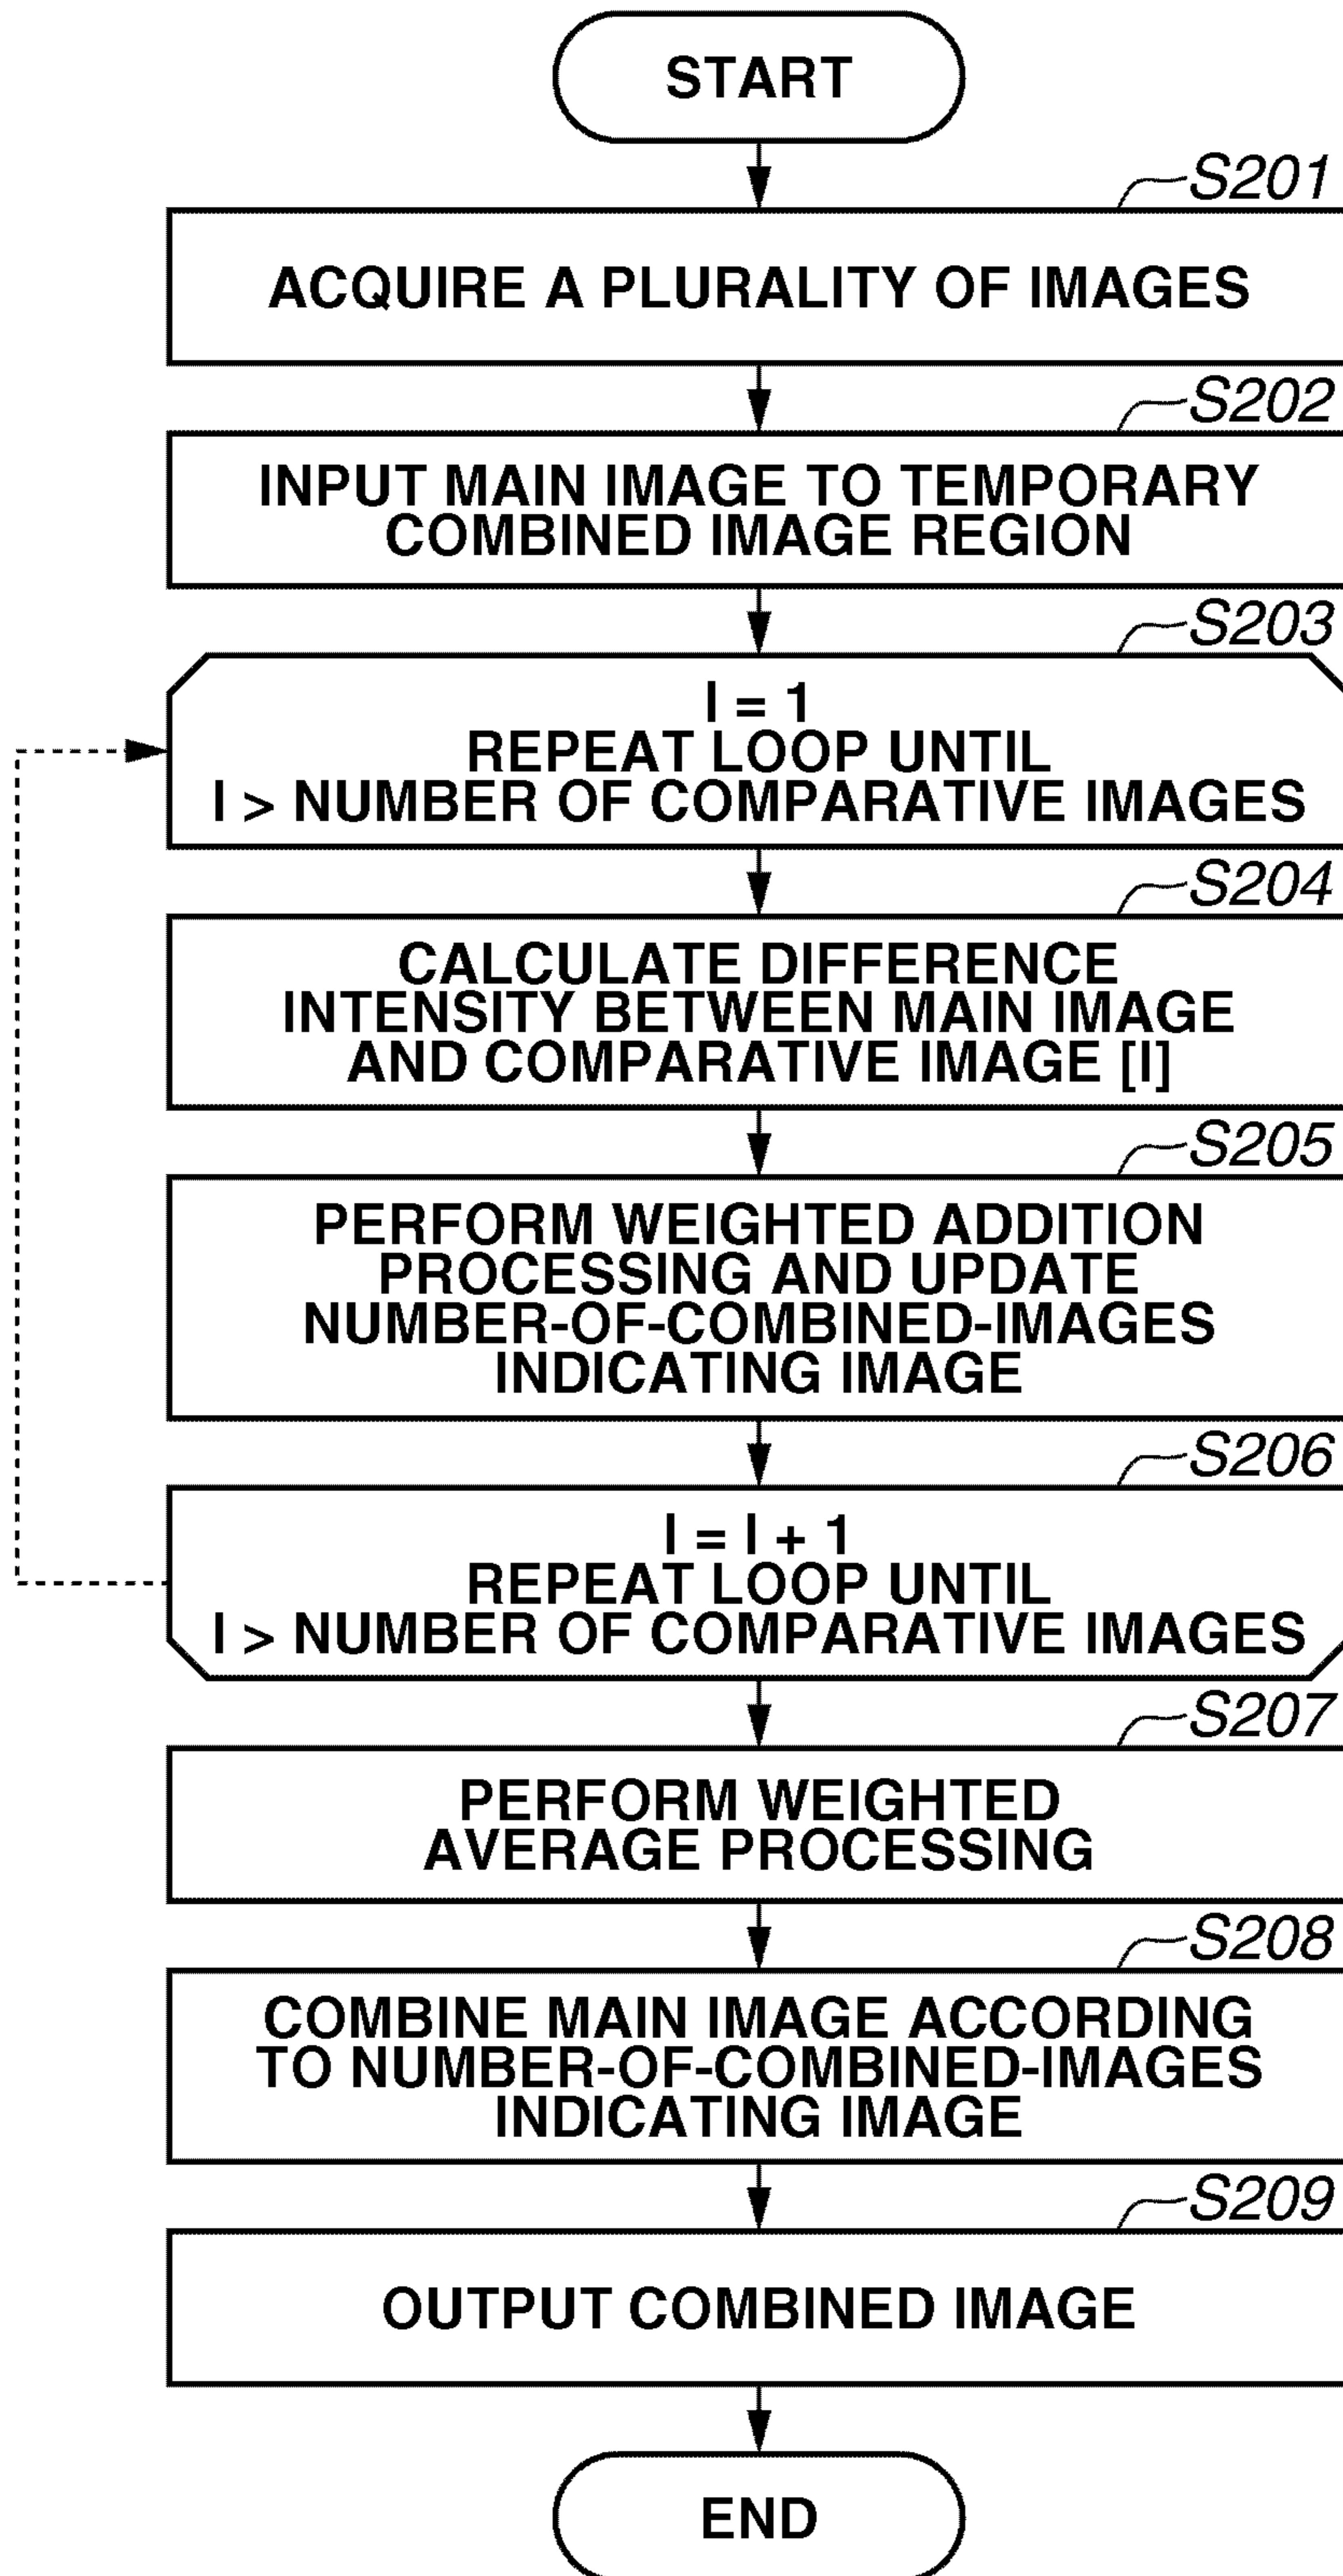 START
S201
ACQUIRE A PLURALITY OF IMAGES
S202
INPUT MAIN IMAGE TO TEMPORARY
COMBINED IMAGE REGION
S203
I = 1
REPEAT LOOP UNTIL
I > NUMBER OF COMPARATIVE IMAGES
S204
CALCULATE DIFFERENCE
INTENSITY BETWEEN MAIN IMAGE
AND COMPARATIVE IMAGE [I]
S205
PERFORM WEIGHTED ADDITION
PROCESSING AND UPDATE
NUMBER-OF-COMBINED-IMAGES
INDICATING IMAGE
S206
I = I + 1
REPEAT LOOP UNTIL
I > NUMBER OF COMPARATIVE IMAGES
S207
PERFORM WEIGHTED
AVERAGE PROCESSING
S208
COMBINE MAIN IMAGE ACCORDING
TO NUMBER-OF-COMBINED-IMAGES
INDICATING IMAGE
S209
OUTPUT COMBINED IMAGE
END